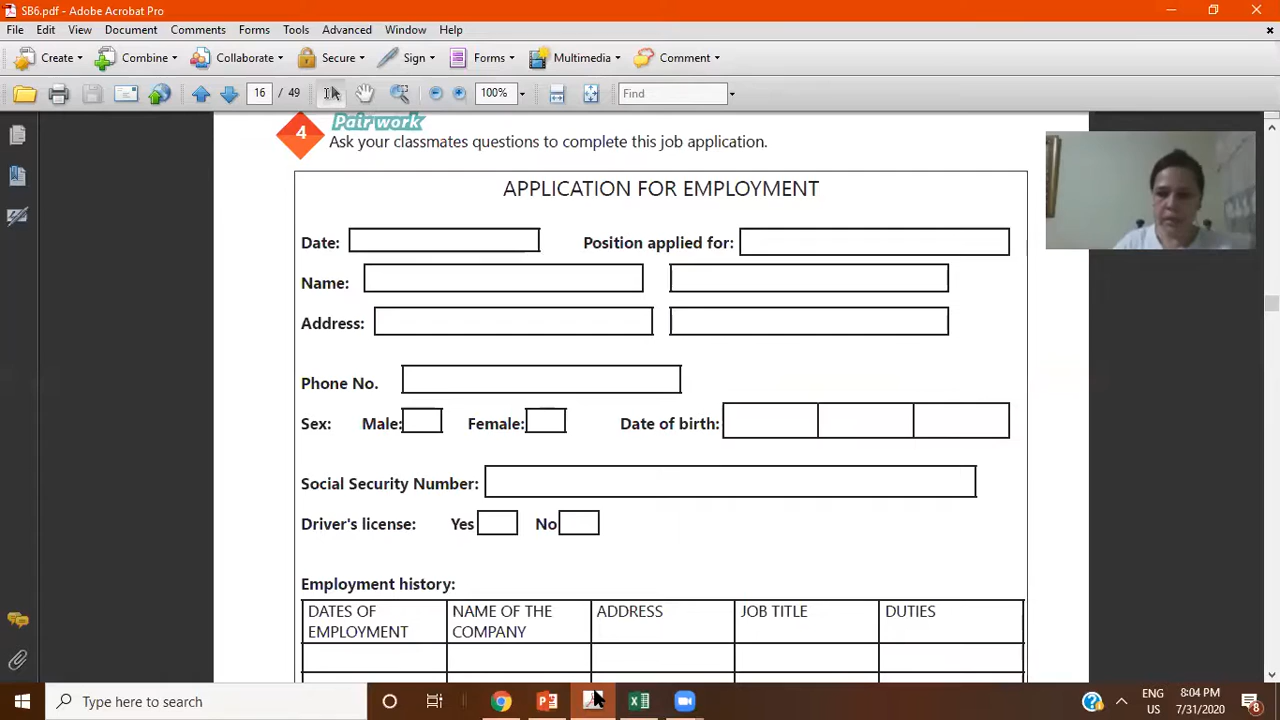 SB6.pdf - Adobe Acrobat Pro
File Edit View Document Comments Forms Tools Advanced Window Help
Create Combine Collaborate Secure Sign Forms Multimedia Comment
16 / 49 100% Find
4 Pair work
Ask your classmates questions to complete this job application.
APPLICATION FOR EMPLOYMENT
Date: Position applied for:
Name:
Address:
Phone No.
Sex: Male: Female: Date of birth:
Social Security Number:
Driver's license: Yes No
Employment history:
DATES OF EMPLOYMENT
NAME OF THE COMPANY
ADDRESS
JOB TITLE
DUTIES
Type here to search
ENG
US
8:04 PM
7/31/2020
8